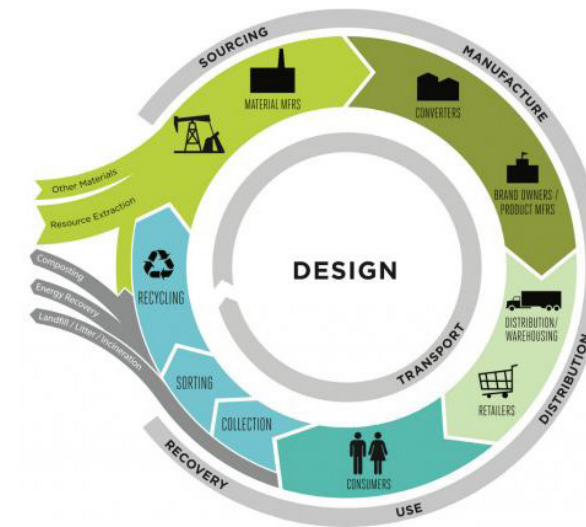 SOURCING
MANUFACTURE
MATERIAL MFRS
CONVERTERS
BRAND OWNERS /
PRODUCT MFRS
Other Materials
Resource Extraction
Composting
Energy Recovery
Landfill / Litter / Incineration
RECYCLING
DESIGN
TRANSPORT
DISTRIBUTION/
WAREHOUSING
DISTRIBUTION
RETAILERS
SORTING
COLLECTION
CONSUMERS
RECOVERY
USE